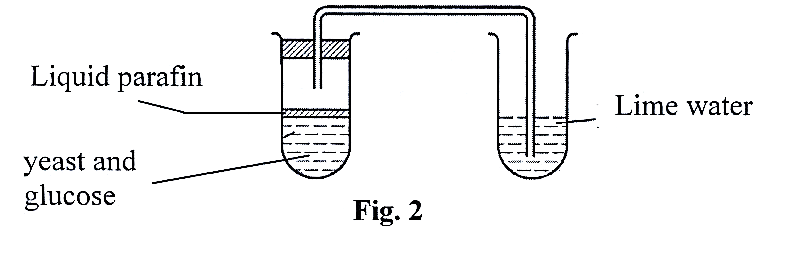 Liquid parafin
Lime water
yeast and
glucose
Fig. 2